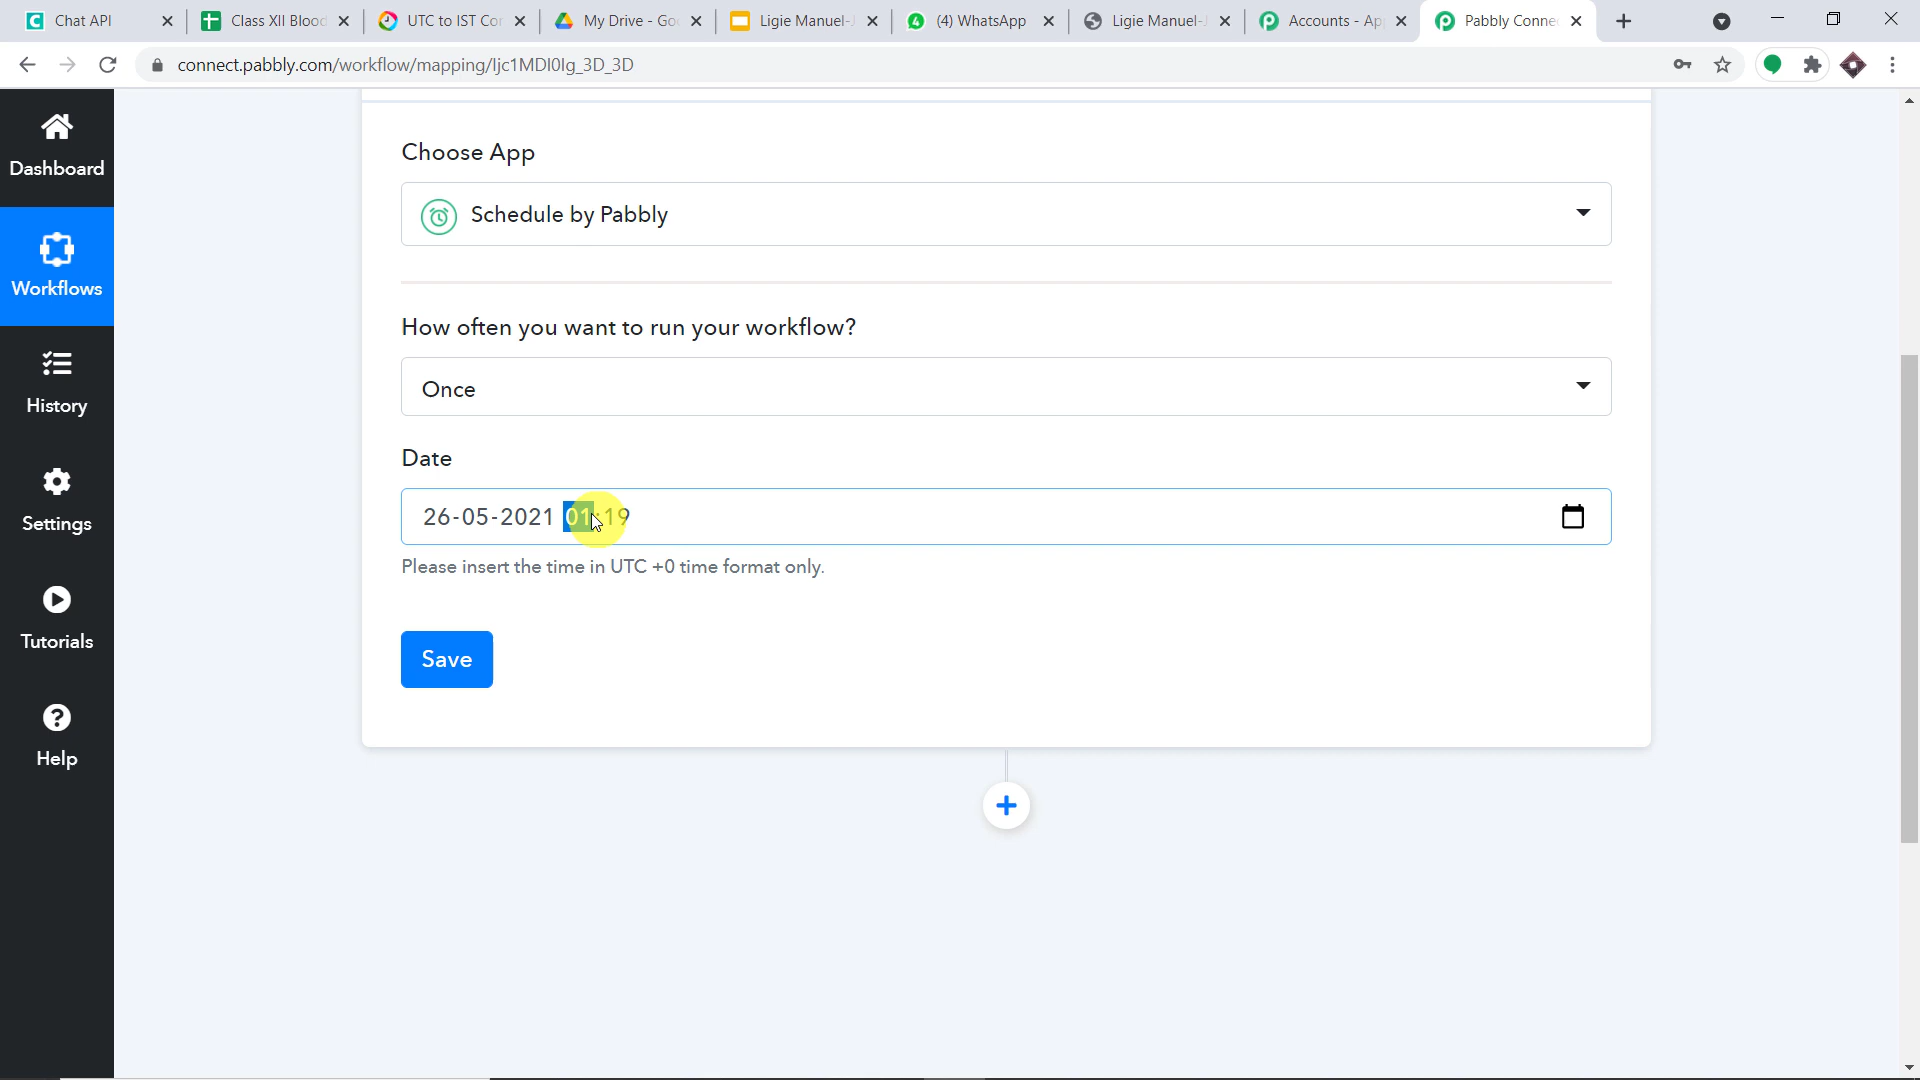 Chat API
Class XII Blood
UTC to IST Con
My Drive - Goo
Ligie Manuel-J
(4) WhatsApp
Ligie Manuel-J
Accounts - Ap
Pabbly Conne
connect.pabbly.com/workflow/mapping/Ijc1MDI0Ig_3D_3D
Dashboard
Workflows
History
Settings
Tutorials
Help
Choose App
Schedule by Pabbly
How often you want to run your workflow?
Once
Date
26-05-2021 01:19
Please insert the time in UTC +0 time format only.
Save